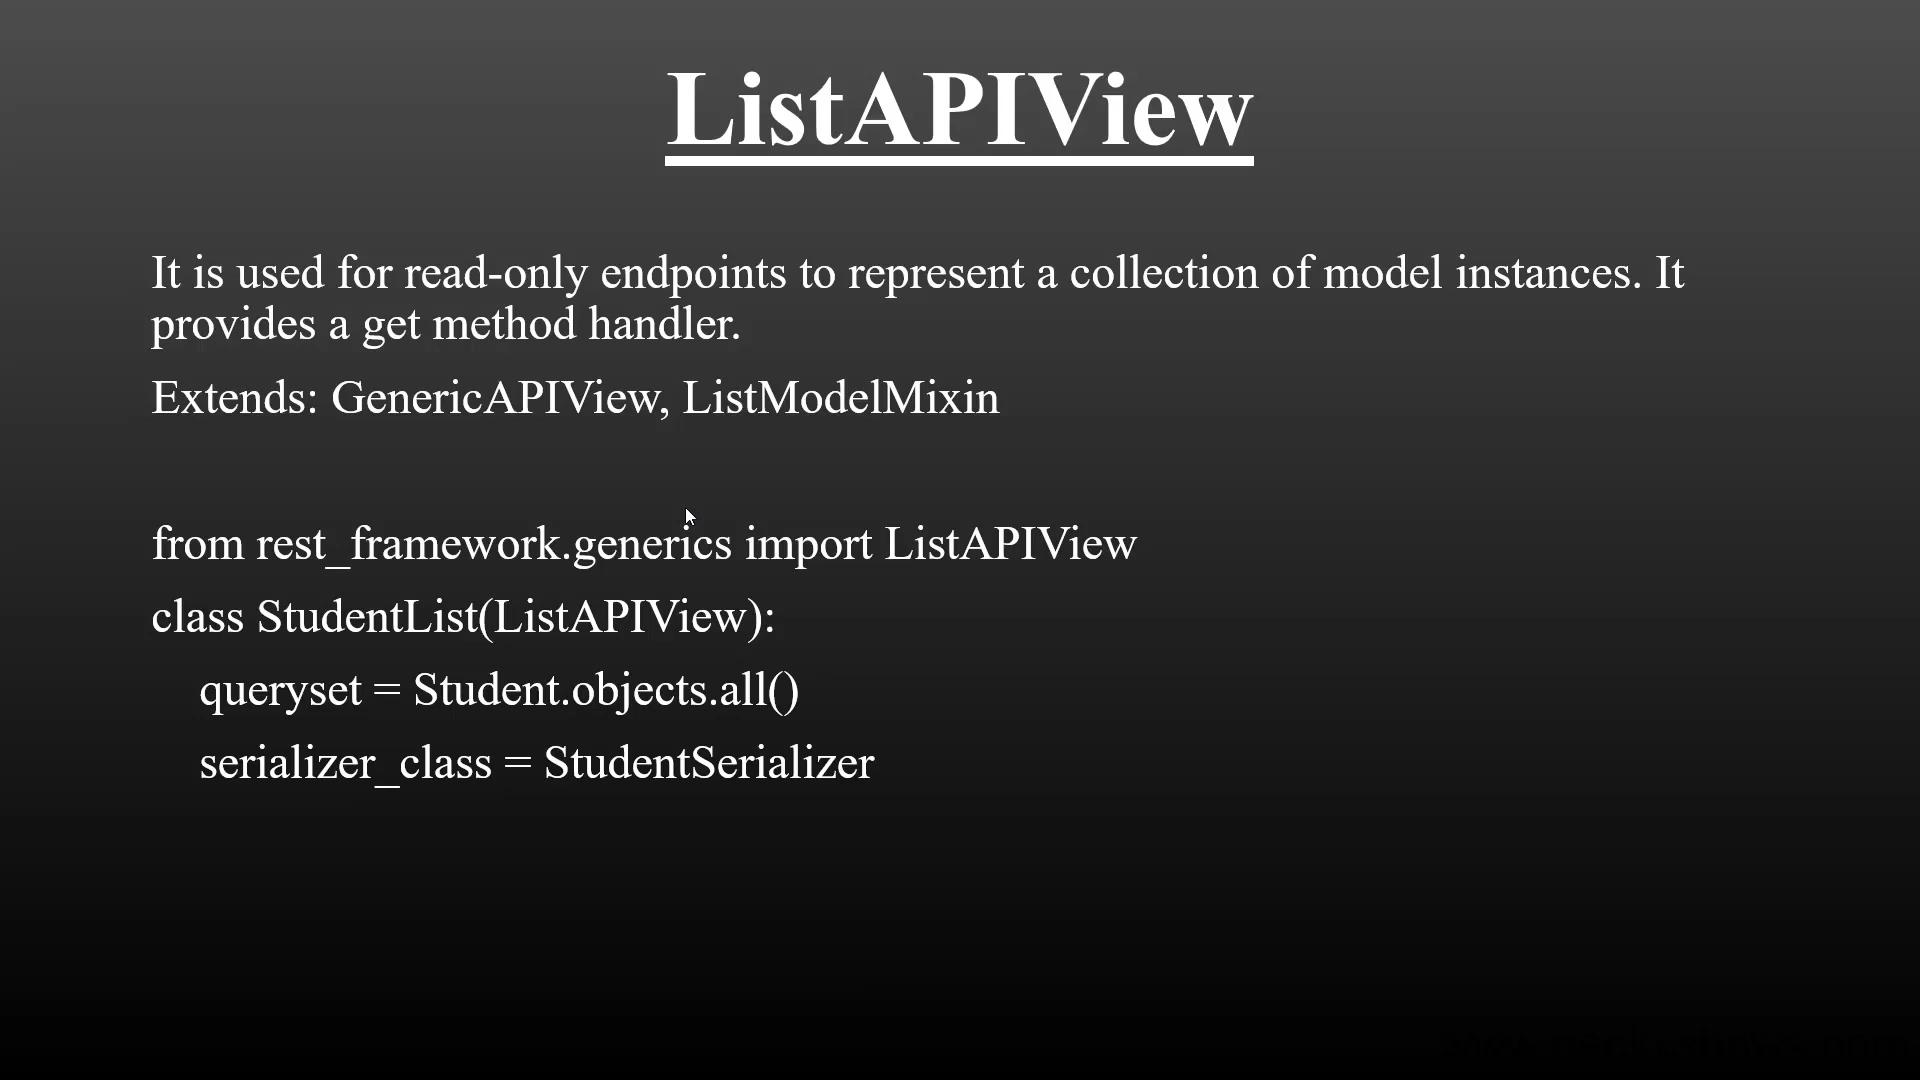 ListAPIView
It is used for read-only endpoints to represent a collection of model instances. It
provides a get method handler.
Extends: GenericAPIView, ListModelMixin
from rest_framework.generics import ListAPIView
class StudentList(ListAPIView):
queryset = Student.objects.all()
serializer_class = StudentSerializer